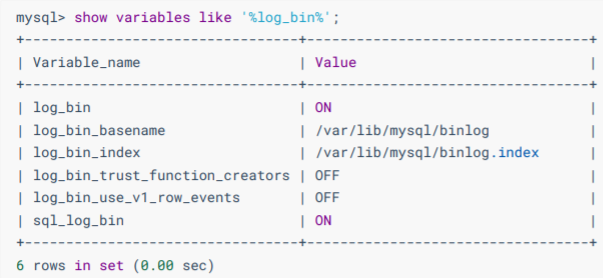 mysql> show variables like '%log_bin%';
+---------------------------------+--------------------------------+
| Variable_name                   | Value                          |
+---------------------------------+--------------------------------+
| log_bin                         | ON                             |
| log_bin_basename                | /var/lib/mysql/binlog          |
| log_bin_index                   | /var/lib/mysql/binlog.index    |
| log_bin_trust_function_creators | OFF                            |
| log_bin_use_v1_row_events       | OFF                            |
| sql_log_bin                     | ON                             |
+---------------------------------+--------------------------------+
6 rows in set (0.00 sec)